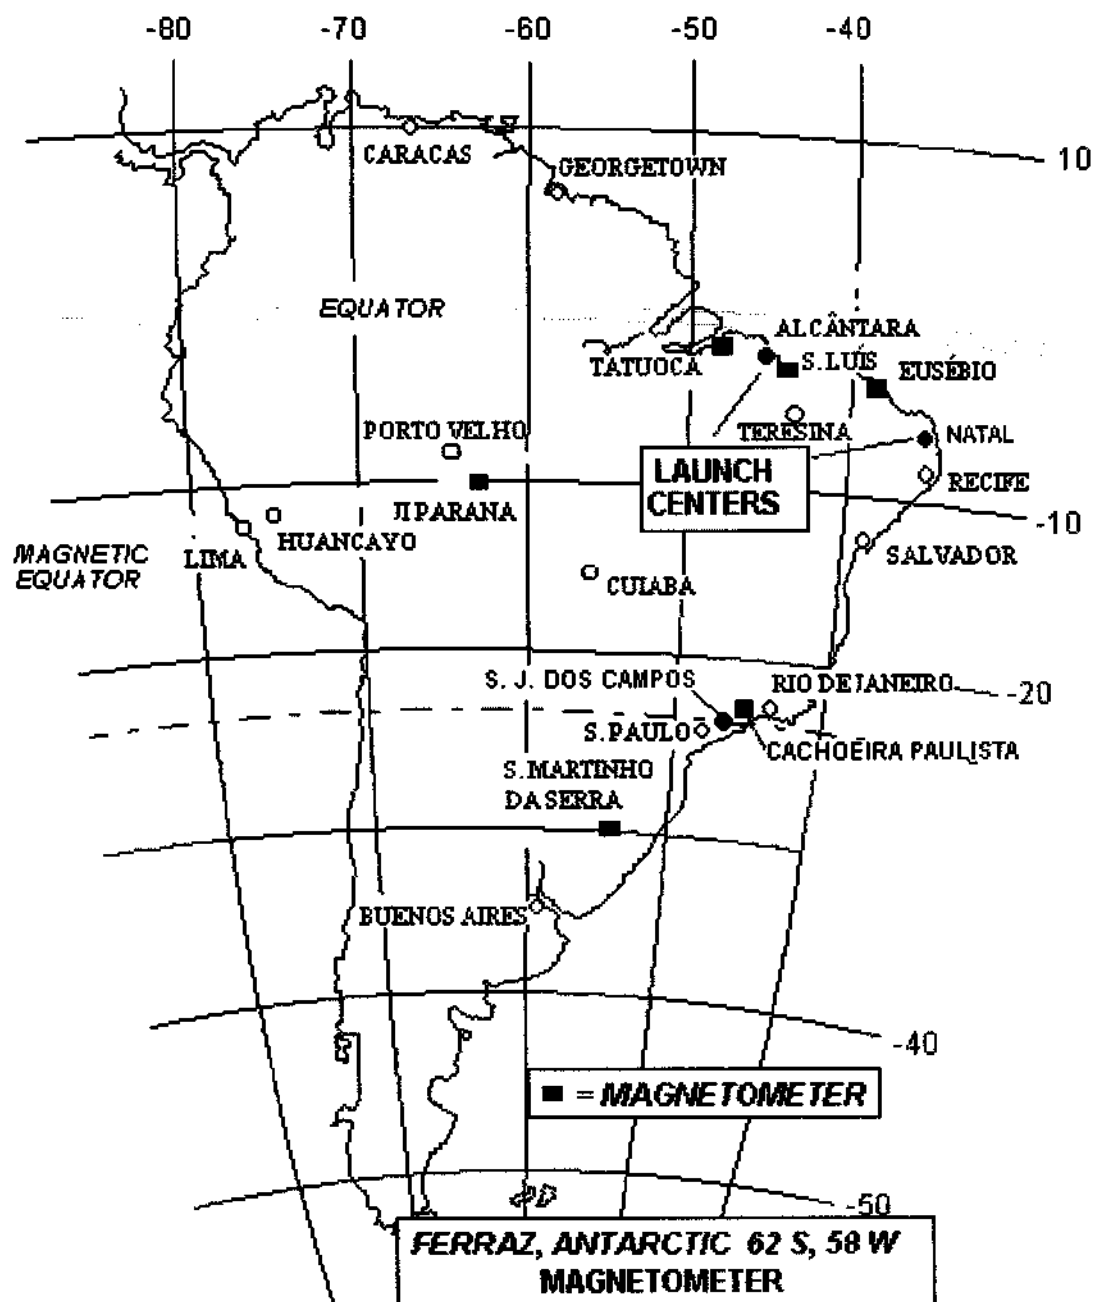 -80 -70 -60 -50 -40
10
CARACAS
GEORGETOWN
EQUATOR
ALCÂNTARA
TATUOCA
S. LUIS
EUSÉBIO
PORTO VELHO
TERESINA
NATAL
LAUNCH
CENTERS
RECIFE
JI PARANA
-10
HUANCAYO
LIMA
MAGNETIC
EQUATOR
SALVADOR
CUIABA
S. J. DOS CAMPOS
RIO DE JANEIRO
-20
S. PAULO
CACHOEIRA PAULISTA
S. MARTINHO
DA SERRA
BUENOS AIRES
-40
= MAGNETOMETER
-50
FERRAZ, ANTARCTIC 62 S, 58 W
MAGNETOMETER